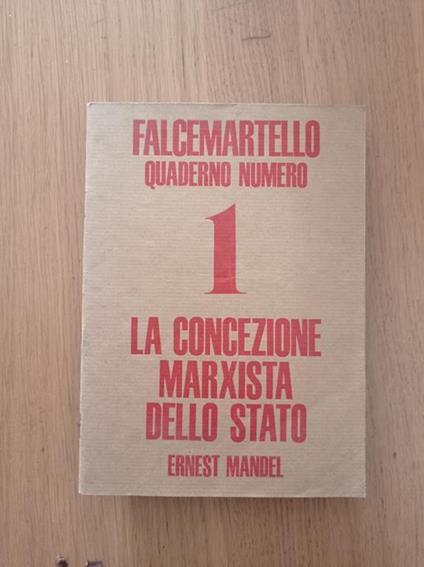 FALCEMARTELLO
QUADERNO NUMERO
1
LA CONCEZIONE
MARXISTA
DELLO STATO
ERNEST MANDEL